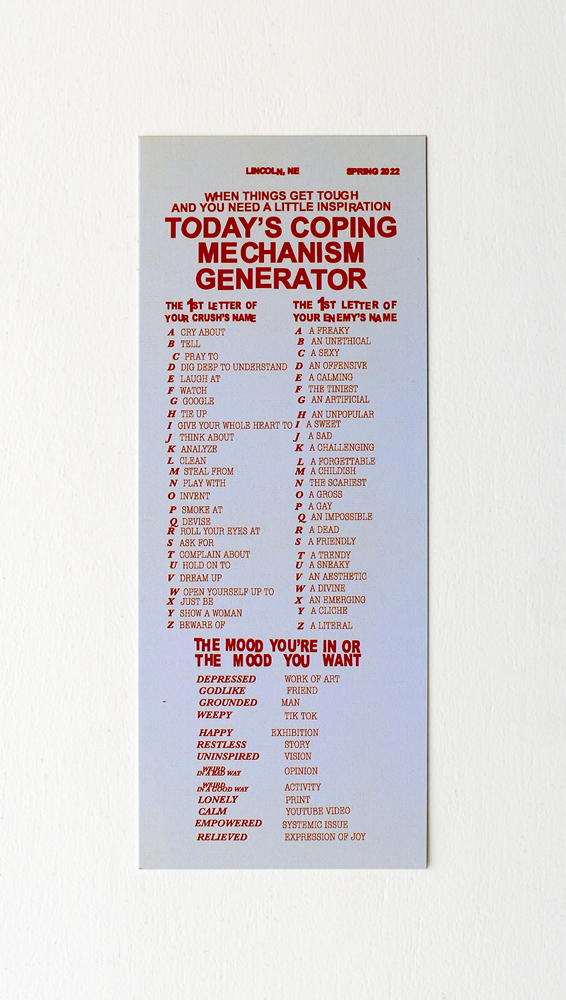 LINCOLN, NE SPRING 2022
WHEN THINGS GET TOUGH
AND YOU NEED A LITTLE INSPIRATION
TODAY'S COPING
MECHANISM
GENERATOR
THE 1ST LETTER OF
YOUR CRUSH'S NAME
A CRY ABOUT
B TELL
C PRAY TO
D DIG DEEP TO UNDERSTAND
E LAUGH AT
F WATCH
G GOOGLE
H TIE UP
I GIVE YOUR WHOLE HEART TO
J THINK ABOUT
K ANALYZE
L CLEAN
M STEAL FROM
N PLAY WITH
O INVENT
P SMOKE AT
Q DEVISE
R ROLL YOUR EYES AT
S ASK FOR
T COMPLAIN ABOUT
U HOLD ON TO
V DREAM UP
W OPEN YOURSELF UP TO
X JUST BE
Y SHOW A WOMAN
Z BEWARE OF
THE 1ST LETTER OF
YOUR ENEMY'S NAME
A A FREAKY
B AN UNETHICAL
C A SEXY
D AN OFFENSIVE
E A CALMING
F THE TINIEST
G AN ARTIFICIAL
H AN UNPOPULAR
I A SWEET
J A SAD
K A CHALLENGING
L A FORGETTABLE
M A CHILDISH
N THE SCARIEST
O A GROSS
P A GAY
Q AN IMPOSSIBLE
R A DEAD
S A FRIENDLY
T A TRENDY
U A SNEAKY
V AN AESTHETIC
W A DIVINE
X AN EMERGING
Y A CLICHE
Z A LITERAL
THE MOOD YOU'RE IN OR
THE MOOD YOU WANT
DEPRESSED WORK OF ART
GODLIKE FRIEND
GROUNDED MAN
WEEPY TIK TOK
HAPPY EXHIBITION
RESTLESS STORY
UNINSPIRED VISION
WEIRD
IN A BAD WAY OPINION
WEIRD
IN A GOOD WAY ACTIVITY
LONELY PRINT
CALM YOUTUBE VIDEO
EMPOWERED SYSTEMIC ISSUE
RELIEVED EXPRESSION OF JOY